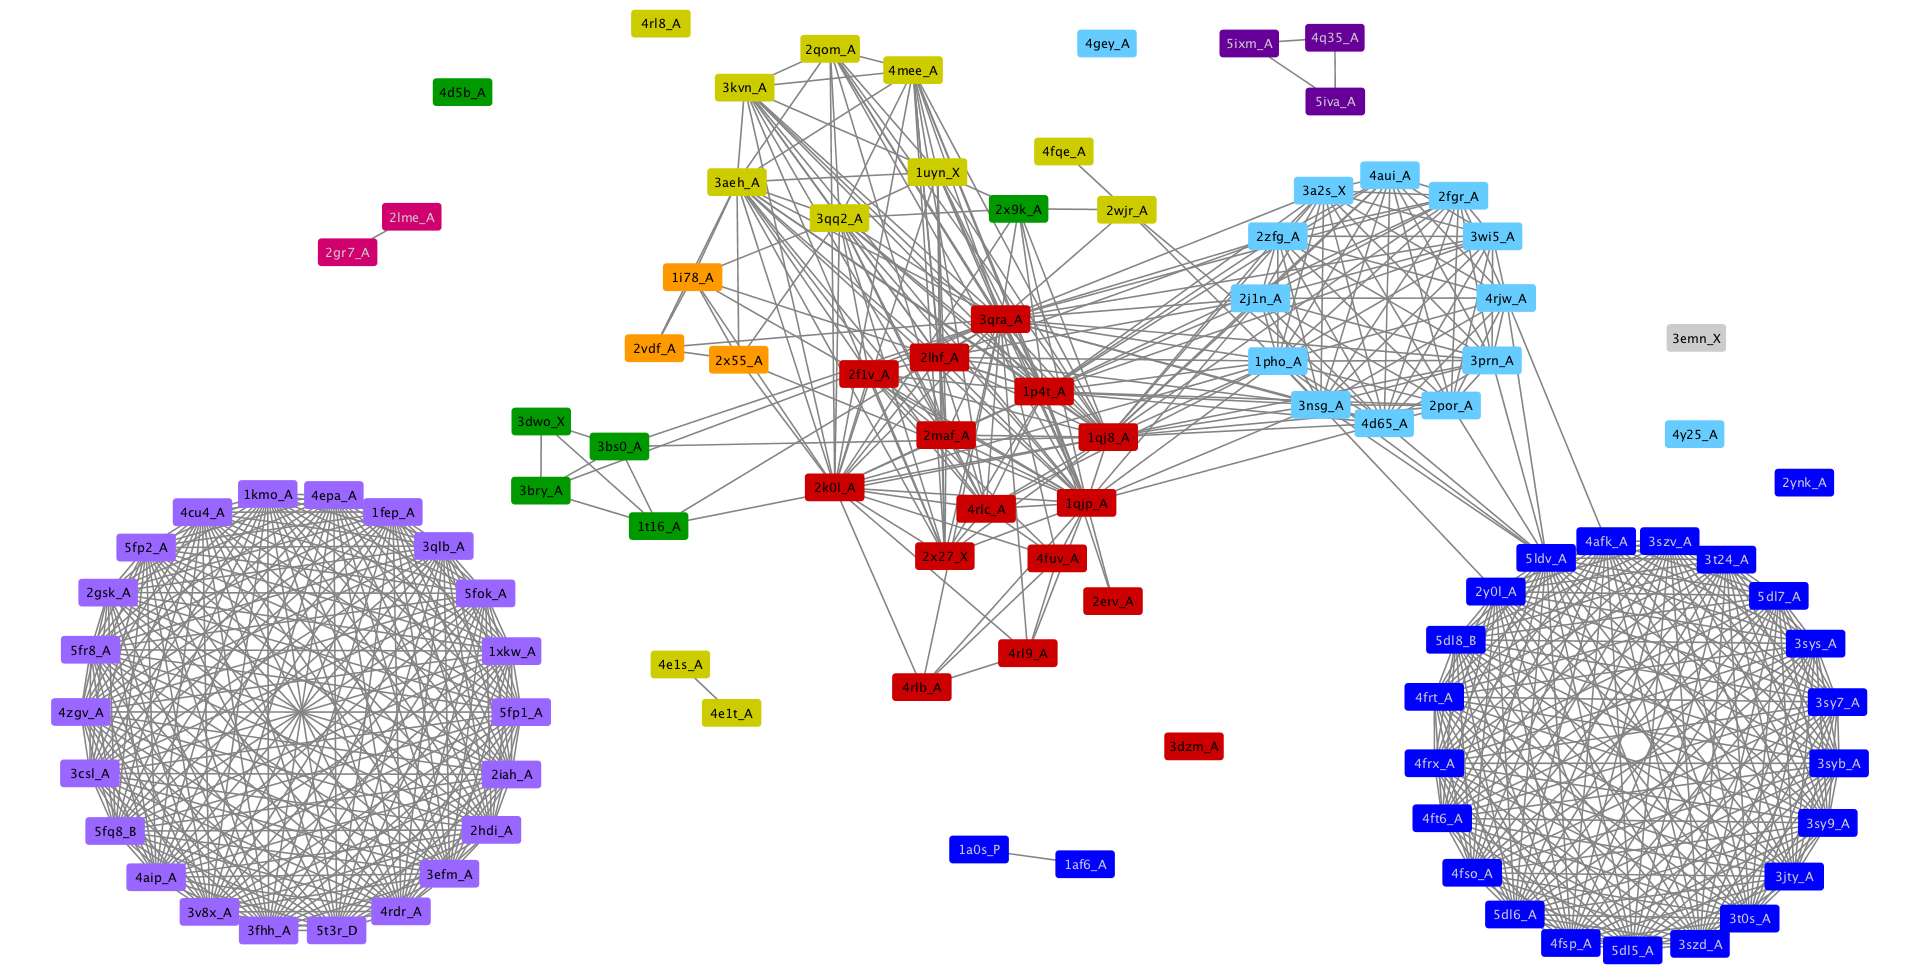 4rl8_A
2qom_A
4gey_A
5ixm_A
4q35_A
4mee_A
3kvn_A
4d5b_A
5iva_A
4fqe_A
1uyn_X
4aui_A
3aeh_A
3a2s_X
2fgr_A
2lme_A
3qq2_A
2x9k_A
2wjr_A
2zfg_A
3wi5_A
2gr7_A
1i78_A
2j1n_A
4rjw_A
3qra_A
3emn_X
2vdf_A
2x55_A
2lhf_A
1pho_A
3prn_A
2f1v_A
1p4t_A
3nsg_A
2por_A
3dwo_X
4d65_A
3bs0_A
2maf_A
1qj8_A
4y25_A
3bry_A
2k0l_A
2ynk_A
1kmo_A
4epa_A
4cu4_A
1fep_A
4rlc_A
1qjp_A
1t16_A
5fp2_A
3qlb_A
2x27_X
4fuv_A
5ldv_A
4afk_A
3szv_A
3t24_A
2gsk_A
5fok_A
2erv_A
2y0l_A
5dl7_A
5fr8_A
1xkw_A
4e1s_A
4rl9_A
5dl8_B
3sys_A
4rlb_A
4frt_A
3sy7_A
4zgv_A
5fp1_A
4e1t_A
3dzm_A
3csl_A
2iah_A
4frx_A
3syb_A
5fq8_B
2hdi_A
4ft6_A
3sy9_A
1a0s_P
1af6_A
4aip_A
3efm_A
4fso_A
3jty_A
3v8x_A
4rdr_A
5dl6_A
3t0s_A
3fhh_A
5t3r_D
4fsp_A
5dl5_A
3szd_A